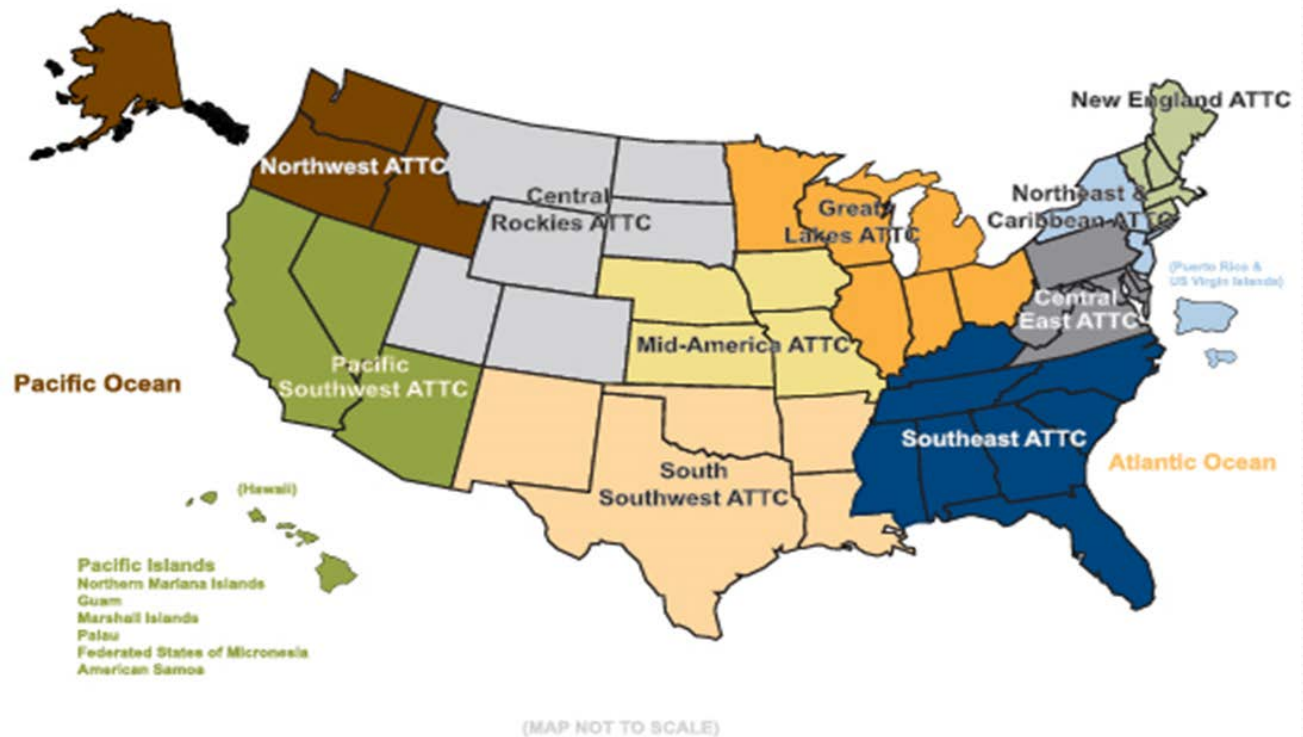 New England ATTC
Northwest ATTC
Central
Rockies ATTC
Great
Lakes ATTC
Northeast &
Caribbean ATTC
(Puerto Rico &
US Virgin Islands)
Central
East ATTC
Mid-America ATTC
Pacific
Southwest ATTC
Pacific Ocean
Southeast ATTC
Atlantic Ocean
South
Southwest ATTC
(Hawaii)
Pacific Islands
Northern Mariana Islands
Guam
Marshall Islands
Palau
Federated States of Micronesia
American Samoa
(MAP NOT TO SCALE)